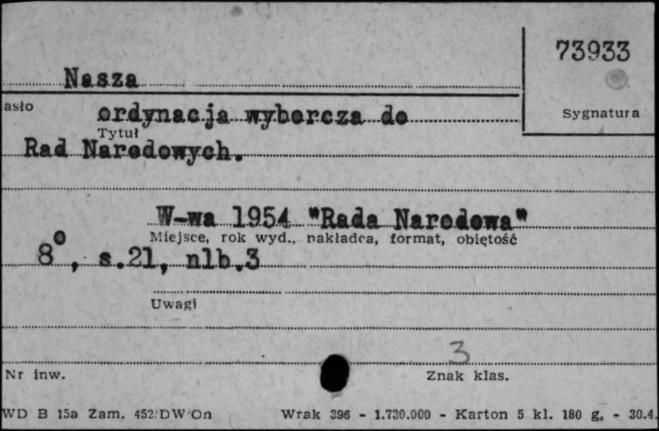 73933
Nasza
asło
Sygnatura
ordynacja wyborcza do
Tytuł
Rad Narodowych.
W-wa 1954 "Rada Narodowa"
Miejsce, rok wyd., nakładca, format, objętość
8°, s.21, nlb.3
Uwagi
3
Nr inw.
Znak klas.
WD B 15a Zam. 452/DW/On Wrak 396 - 1.730.000 - Karton 5 kl. 180 g. - 30.4.